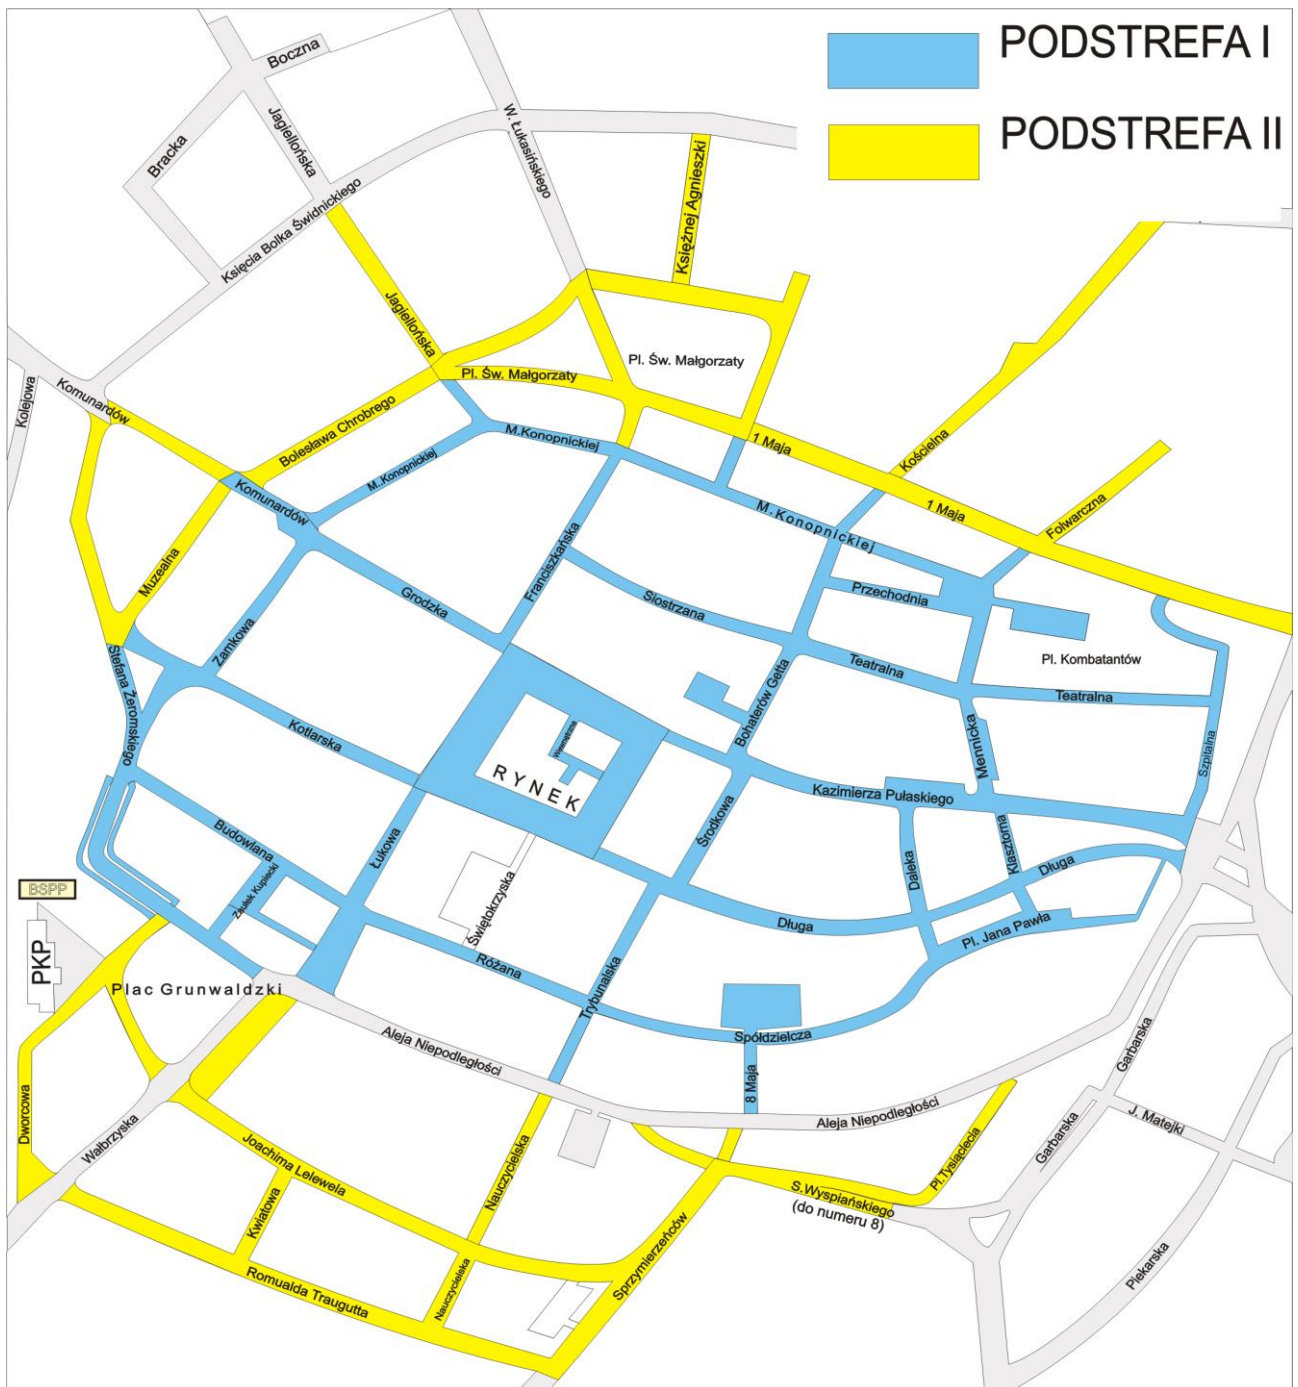 PODSTREFA I
PODSTREFA II
Boczna
Jagiellońska
Bracka
W. Łukasińskiego
Księżnej Agnieszki
Księcia Bolka Świdnickiego
Jagiellońska
Pl. Św. Małgorzaty
Pl. Św. Małgorzaty
Kolejowa
Komunardów
Bolesława Chrobrego
M.Konopnickiej
1 Maja
Kościelna
M..Konopnickiej
Komunardów
M. Konopnickiej
1 Maja
Folwarczna
Muzealna
Franciszkańska
Grodzka
Siostrzana
Przechodnia
Zamkowa
Stefana Żeromskiego
Teatralna
Pl. Kombatantów
Teatralna
Bohaterów Getta
Kotlarska
Wewnętrzna
RYNEK
Mennicka
Szpitalna
Kazimierza Pułaskiego
Środkowa
Budowlana
Łukowa
Daleka
Klasztorna
Długa
Zaułek Kupiecki
BSPP
Świętokrzyska
Długa
Pl. Jana Pawła
PKP
Plac Grunwaldzki
Różana
Trybunalska
Spółdzielcza
Aleja Niepodległości
8 Maja
Garbarska
Dworcowa
Wałbrzyska
Aleja Niepodległości
J. Matejki
Garbarska
Joachima Lelewela
Nauczycielska
Pl.Tysiąclecia
S.Wyspiańskiego
(do numeru 8)
Kwiatowa
Sprzymierzeńców
Piekarska
Romualda Traugutta
Nauczycielska